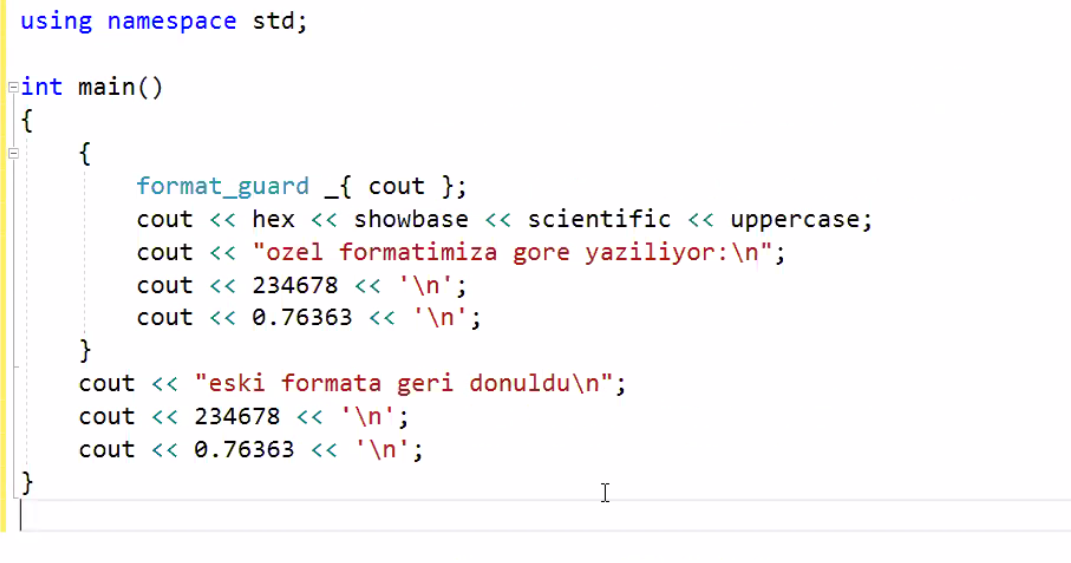 using namespace std;
int main()
{
{
format_guard _{ cout };
cout << hex << showbase << scientific << uppercase;
cout << "ozel formatimiza gore yaziliyor:\n";
cout << 234678 << '\n';
cout << 0.76363 << '\n';
}
cout << "eski formata geri donuldu\n";
cout << 234678 << '\n';
cout << 0.76363 << '\n';
}